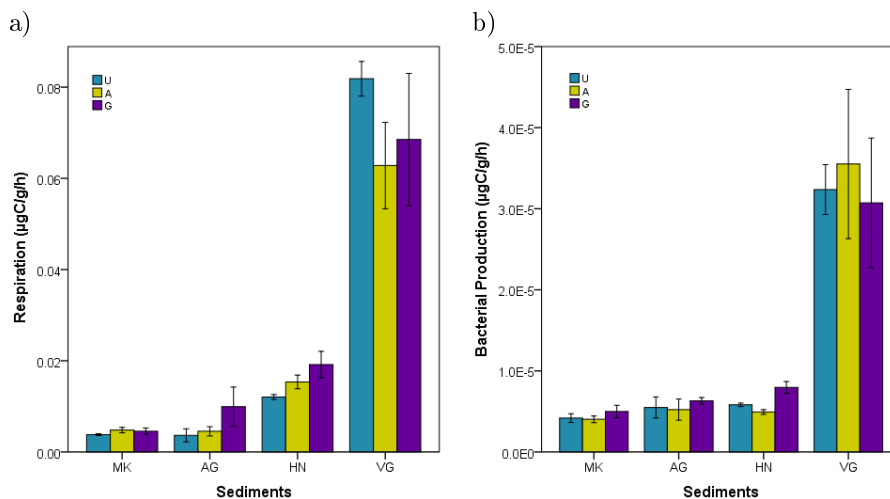 a)
U
A
G
0.08
0.06
0.04
0.02
0.00
Respiration (µgC/g/h)
MK AG HN VG
Sediments
b)
U
A
G
5.0E-5
4.0E-5
3.0E-5
2.0E-5
1.0E-5
0.0E0
Bacterial Production (µgC/g/h)
MK AG HN VG
Sediments